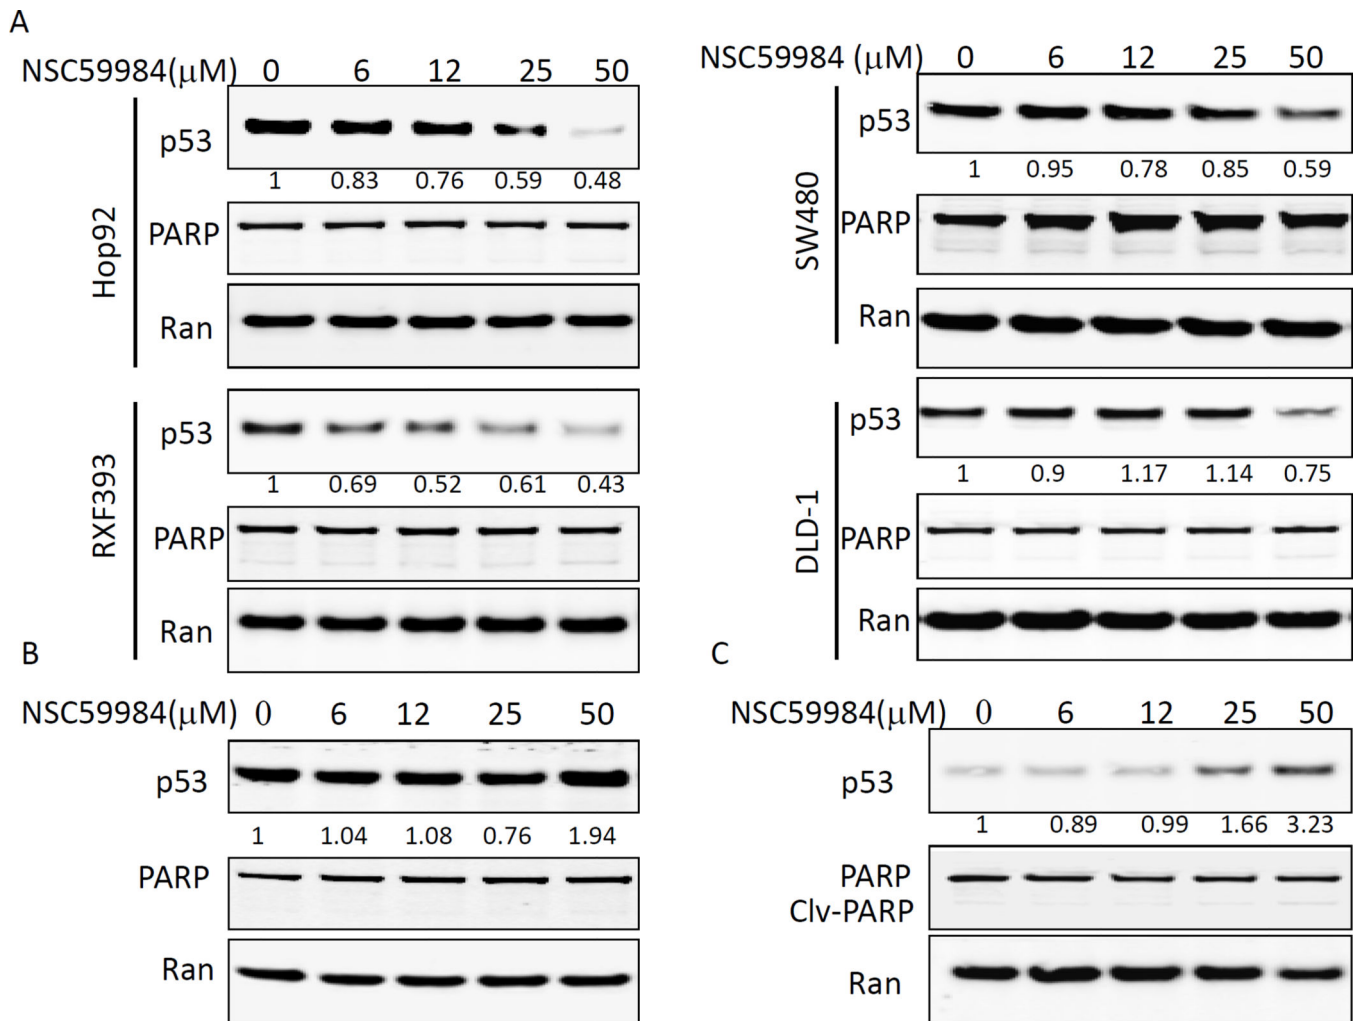 A
NSC59984(μM) 0 6 12 25 50
Hop92
p53
1 0.83 0.76 0.59 0.48
PARP
Ran
RXF393
p53
1 0.69 0.52 0.61 0.43
PARP
Ran
NSC59984 (μM) 0 6 12 25 50
SW480
p53
1 0.95 0.78 0.85 0.59
PARP
Ran
DLD-1
p53
1 0.9 1.17 1.14 0.75
PARP
Ran
B
NSC59984(μM) 0 6 12 25 50
p53
1 1.04 1.08 0.76 1.94
PARP
Ran
C
NSC59984(μM) 0 6 12 25 50
p53
1 0.89 0.99 1.66 3.23
PARP
Clv-PARP
Ran